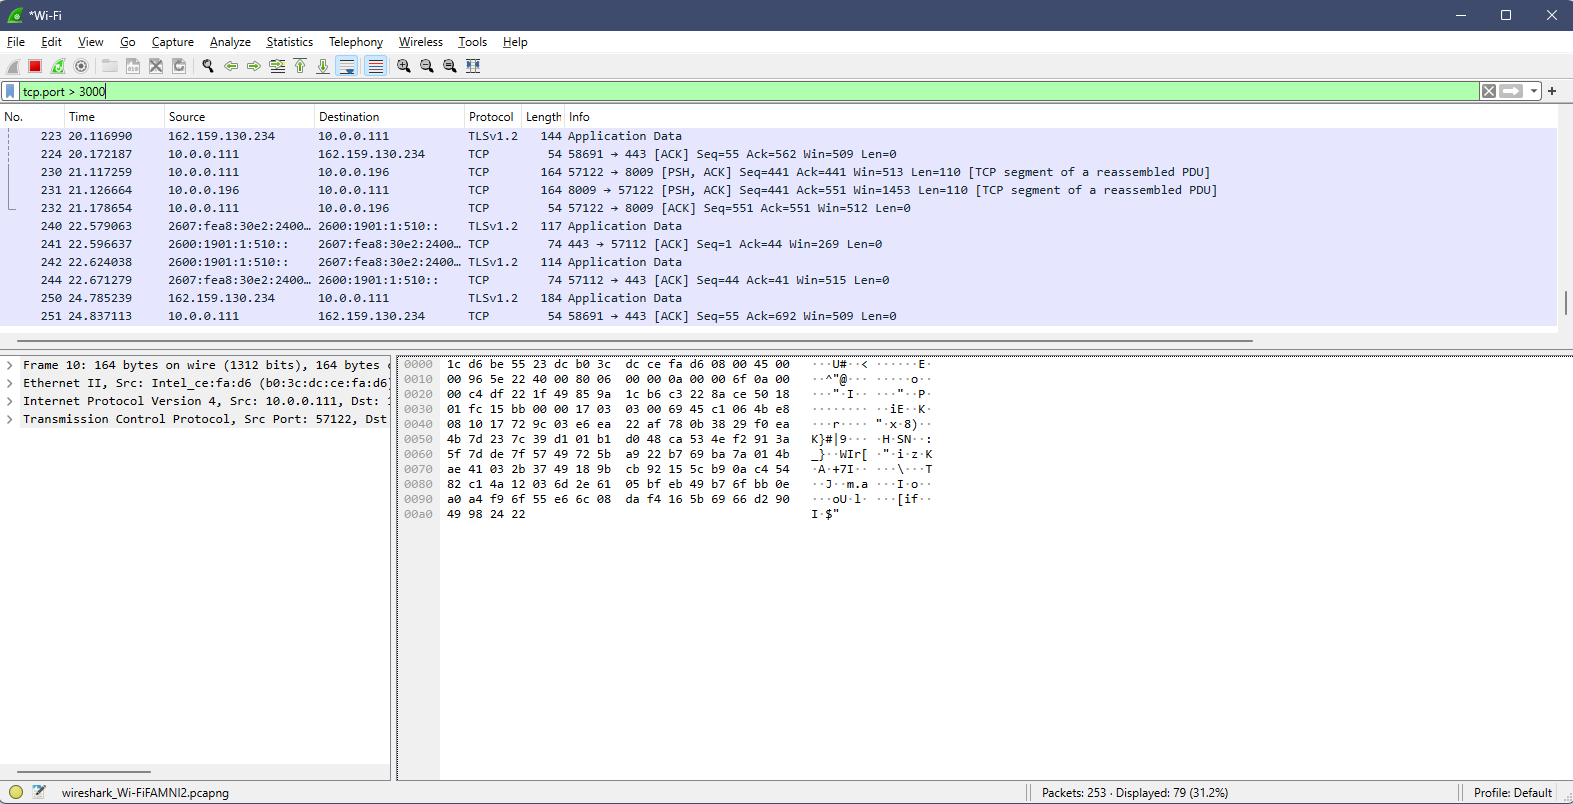 *Wi-Fi
File Edit View Go Capture Analyze Statistics Telephony Wireless Tools Help
tcp.port > 3000
No. Time Source Destination Protocol Length Info
223 20.116990 162.159.130.234 10.0.0.111 TLSv1.2 144 Application Data
224 20.172187 10.0.0.111 162.159.130.234 TCP 54 58691 → 443 [ACK] Seq=55 Ack=562 Win=509 Len=0
230 21.117259 10.0.0.111 10.0.0.196 TCP 164 57122 → 8009 [PSH, ACK] Seq=441 Ack=441 Win=513 Len=110 [TCP segment of a reassembled PDU]
231 21.126664 10.0.0.196 10.0.0.111 TCP 164 8009 → 57122 [PSH, ACK] Seq=441 Ack=551 Win=1453 Len=110 [TCP segment of a reassembled PDU]
232 21.178654 10.0.0.111 10.0.0.196 TCP 54 57122 → 8009 [ACK] Seq=551 Ack=551 Win=512 Len=0
240 22.579063 2607:fea8:30e2:2400… 2600:1901:1:510:: TLSv1.2 117 Application Data
241 22.596637 2600:1901:1:510:: 2607:fea8:30e2:2400… TCP 74 443 → 57112 [ACK] Seq=1 Ack=44 Win=269 Len=0
242 22.624038 2600:1901:1:510:: 2607:fea8:30e2:2400… TLSv1.2 114 Application Data
244 22.671279 2607:fea8:30e2:2400… 2600:1901:1:510:: TCP 74 57112 → 443 [ACK] Seq=44 Ack=41 Win=515 Len=0
250 24.785239 162.159.130.234 10.0.0.111 TLSv1.2 184 Application Data
251 24.837113 10.0.0.111 162.159.130.234 TCP 54 58691 → 443 [ACK] Seq=55 Ack=692 Win=509 Len=0
Frame 10: 164 bytes on wire (1312 bits), 164 bytes
Ethernet II, Src: Intel_ce:fa:d6 (b0:3c:dc:ce:fa:d6)
Internet Protocol Version 4, Src: 10.0.0.111, Dst:
Transmission Control Protocol, Src Port: 57122, Dst
0000 1c d6 be 55 23 dc b0 3c dc ce fa d6 08 00 45 00 ···U#··< ······E·
0010 00 96 5e 22 40 00 80 06 00 00 0a 00 00 6f 0a 00 ··^"@··· ·····o··
0020 00 c4 df 22 1f 49 85 9a 1c b6 c3 22 8a ce 50 18 ···"·I·· ···"··P·
0030 01 fc 15 bb 00 00 17 03 03 00 69 45 c1 06 4b e8 ········ ··iE··K·
0040 08 10 17 72 9c 03 e6 ea 22 af 78 0b 38 29 f0 ea ···r···· "·x·8)··
0050 4b 7d 23 7c 39 d1 01 b1 d0 48 ca 53 4e f2 91 3a K}#|9··· ·H·SN··:
0060 5f 7d de 7f 57 49 72 5b a9 22 b7 69 ba 7a 01 4b _}··WIr[ ·"·i·z·K
0070 ae 41 03 2b 37 49 18 9b cb 92 15 5c b9 0a c4 54 ·A·+7I·· ···\···T
0080 82 c1 4a 12 03 6d 2e 61 05 bf eb 49 b7 6f bb 0e ··J··m.a ···I·o··
0090 a0 a4 f9 6f 55 e6 6c 08 da f4 16 5b 69 66 d2 90 ···oU·l· ···[if··
00a0 49 98 24 22 I·$"
wireshark_Wi-FiFAMNI2.pcapng Packets: 253 · Displayed: 79 (31.2%) Profile: Default